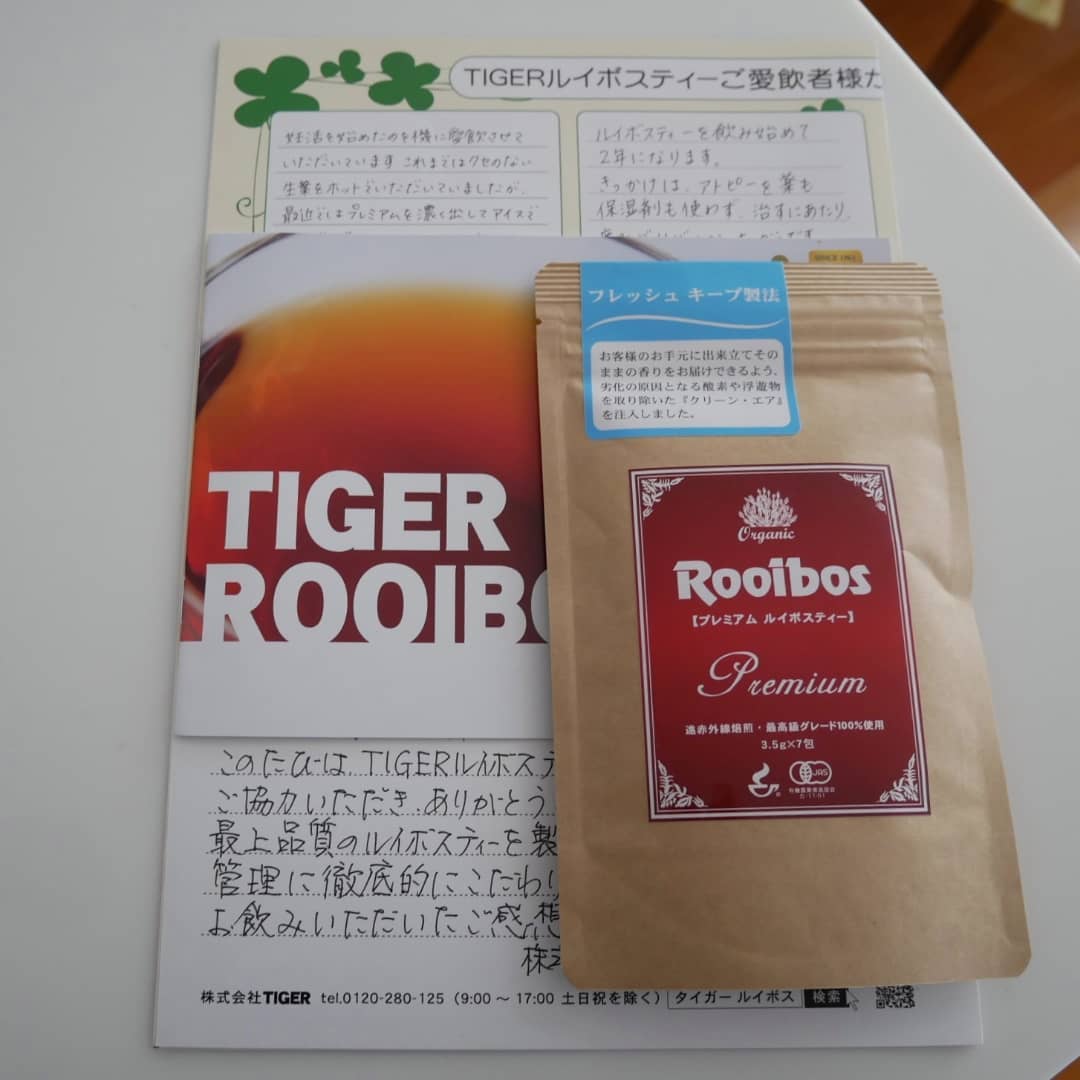 TIGERルイボスティーご愛飲者様
妊活を始めたのを機に愛飲させて
いただいています これまではクセのない
生葉をホットでいただいていましたが、
最近ではプレミアムを濃く出してアイスで
ルイボスティーを飲み始めて
2年になります。
きっかけは、アトピーを薬も
保湿剤も使わず、治すにあたり、
SINCE 1961
TIGER
ROOIB
フレッシュ キープ製法
お客様のお手元に出来立てその
ままの香りをお届けできるよう、
劣化の原因となる酸素や浮遊物
を取り除いた『クリーン・エア』
を注入しました。
Organic
Rooibos
【プレミアム ルイボスティー】
Premium
遠赤外線焙煎・最高級グレード100%使用
3.5g×7包
JAS
このたびは、TIGERルイボステ
ご協力いただき、ありがとう
最上品質のルイボスティーを製
管理に徹底的にこだわり
お飲みいただいたご感想
株式
株式会社TIGER tel.0120-280-125（9:00～17:00 土日祝を除く） タイガー ルイボス 検索